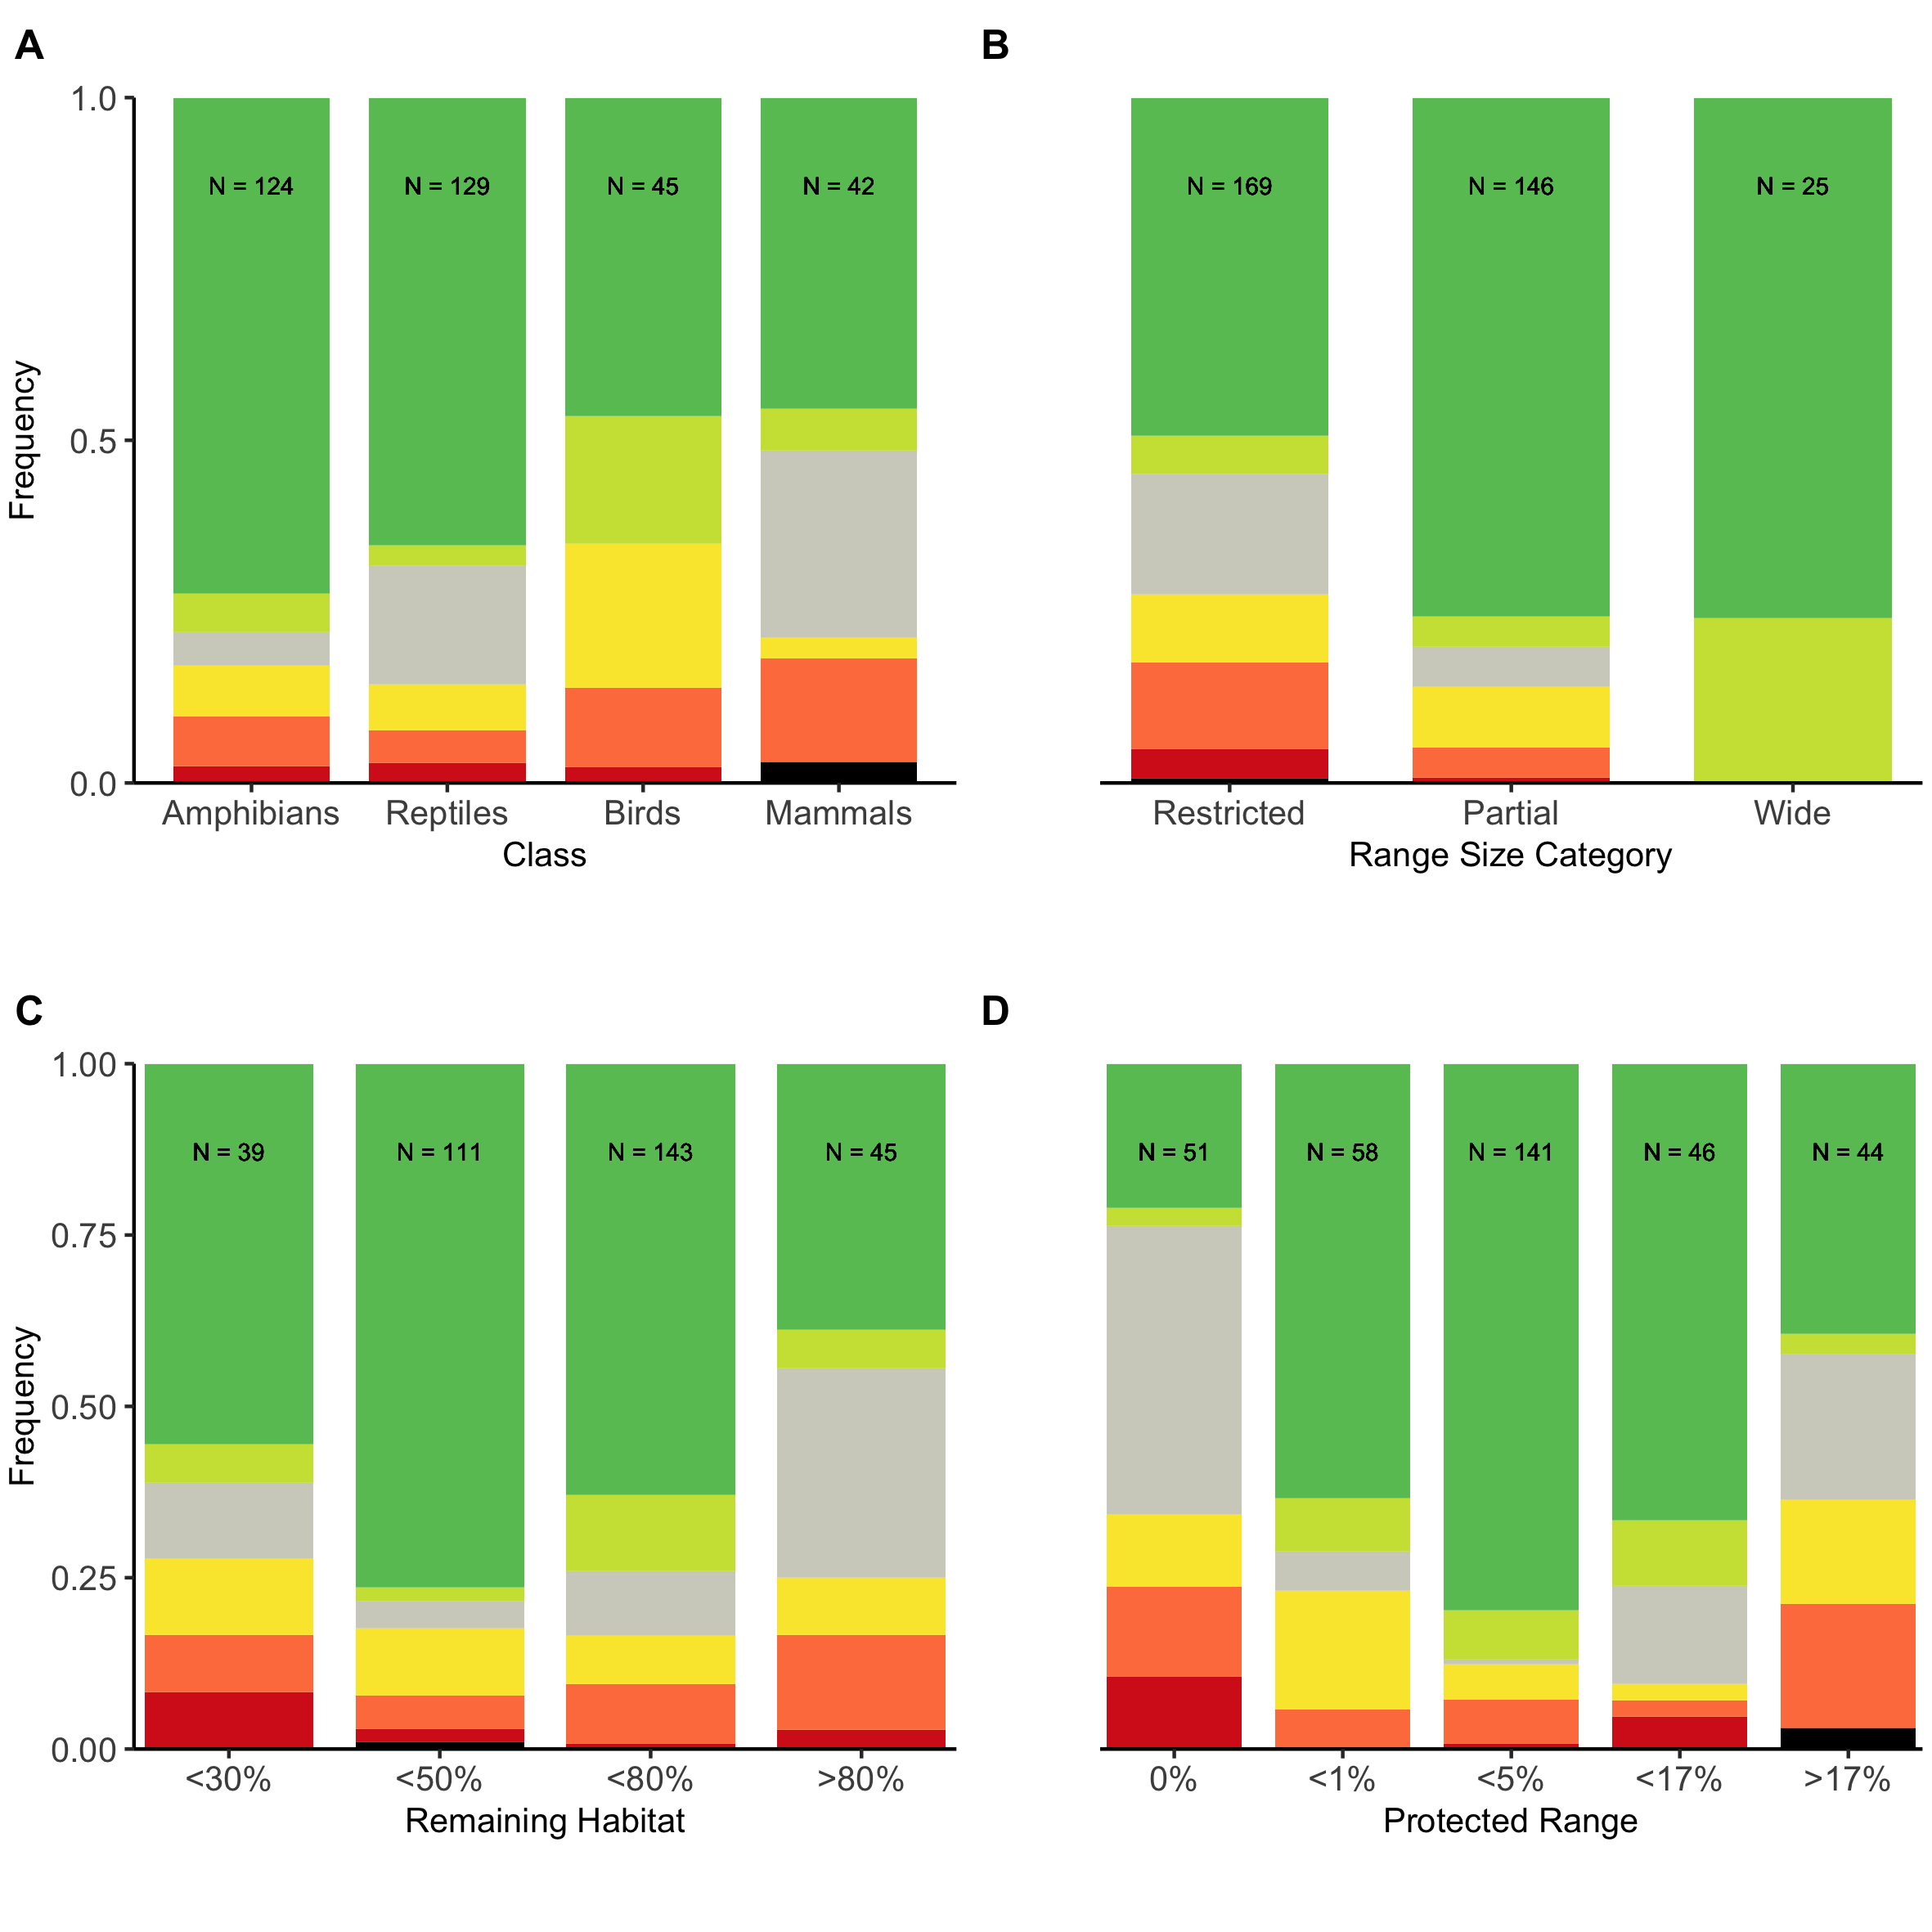 A
1.0
0.5
0.0
Frequency
N = 124
N = 129
N = 45
N = 42
Amphibians
Reptiles
Birds
Mammals
Class
B
N = 169
N = 146
N = 25
Restricted
Partial
Wide
Range Size Category
C
1.00
0.75
0.50
0.25
0.00
Frequency
N = 39
N = 111
N = 143
N = 45
<30%
<50%
<80%
>80%
Remaining Habitat
D
N = 51
N = 58
N = 141
N = 46
N = 44
0%
<1%
<5%
<17%
>17%
Protected Range